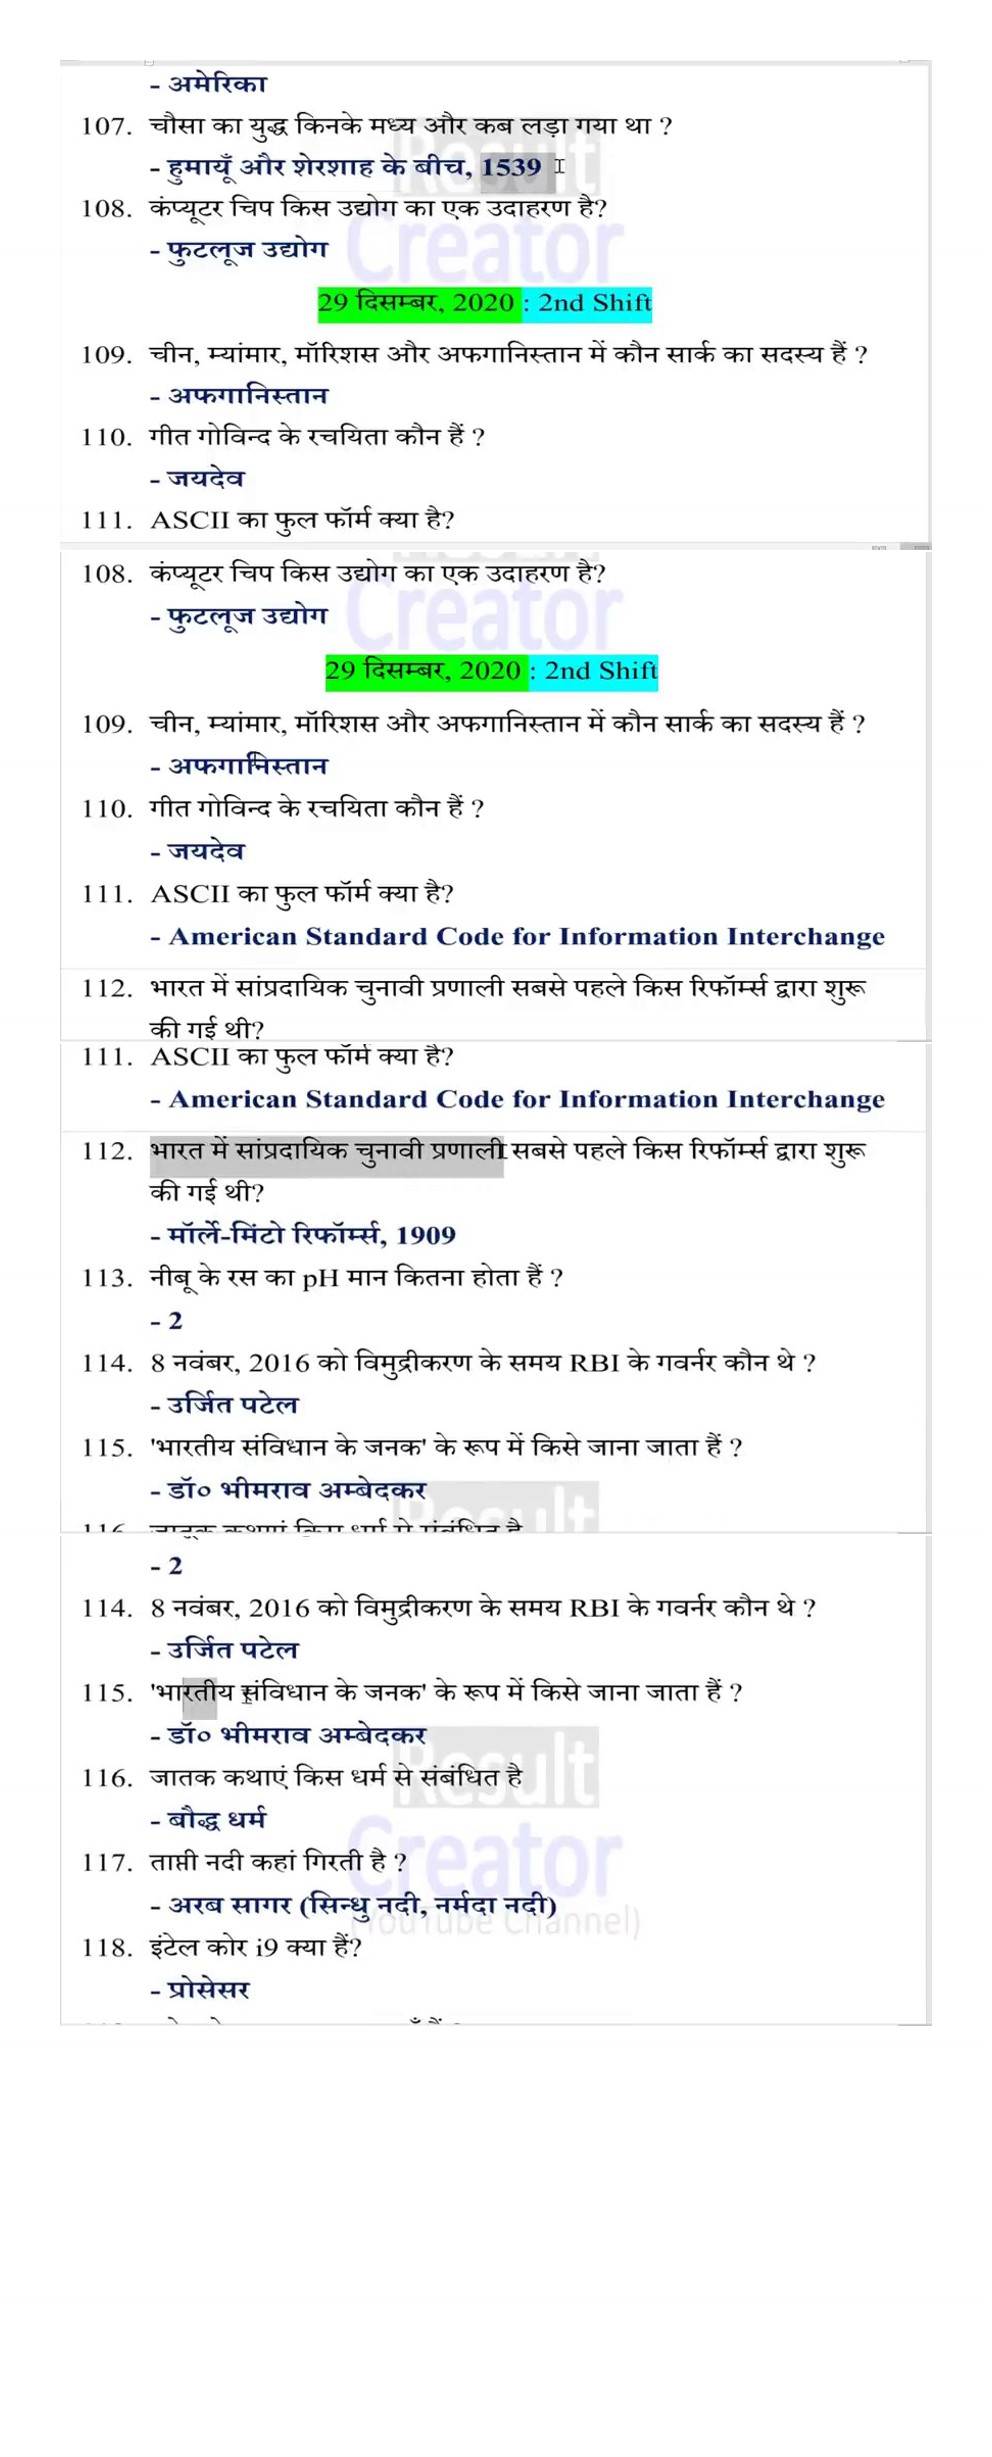 - अमेरिका
107. चौसा का युद्ध किनके मध्य और कब लड़ा गया था ?
- हुमायूँ और शेरशाह के बीच, 1539
Result
108. कंप्यूटर चिप किस उद्योग का एक उदाहरण है?
- फुटलूज उद्योग
Creator
29 दिसम्बर, 2020 : 2nd Shift
109. चीन, म्यांमार, मॉरिशस और अफगानिस्तान में कौन सार्क का सदस्य हैं ?
- अफगानिस्तान
110. गीत गोविन्द के रचयिता कौन हैं ?
- जयदेव
111. ASCII का फुल फॉर्म क्या है?
108. कंप्यूटर चिप किस उद्योग का एक उदाहरण है?
- फुटलूज उद्योग
Creator
29 दिसम्बर, 2020 : 2nd Shift
109. चीन, म्यांमार, मॉरिशस और अफगानिस्तान में कौन सार्क का सदस्य हैं ?
- अफगानिस्तान
110. गीत गोविन्द के रचयिता कौन हैं ?
- जयदेव
111. ASCII का फुल फॉर्म क्या है?
- American Standard Code for Information Interchange
112. भारत में सांप्रदायिक चुनावी प्रणाली सबसे पहले किस रिफॉर्म्स द्वारा शुरू
की गई थी?
111. ASCII का फुल फॉर्म क्या है?
- American Standard Code for Information Interchange
112. भारत में सांप्रदायिक चुनावी प्रणाली सबसे पहले किस रिफॉर्म्स द्वारा शुरू
की गई थी?
- मॉर्ले-मिंटो रिफॉर्म्स, 1909
113. नीबू के रस का pH मान कितना होता हैं ?
- 2
114. 8 नवंबर, 2016 को विमुद्रीकरण के समय RBI के गवर्नर कौन थे ?
- उर्जित पटेल
115. 'भारतीय संविधान के जनक' के रूप में किसे जाना जाता हैं ?
- डॉ० भीमराव अम्बेदकर
Result
- 2
114. 8 नवंबर, 2016 को विमुद्रीकरण के समय RBI के गवर्नर कौन थे ?
- उर्जित पटेल
115. 'भारतीय संविधान के जनक' के रूप में किसे जाना जाता हैं ?
- डॉ० भीमराव अम्बेदकर
Result
116. जातक कथाएं किस धर्म से संबंधित है
- बौद्ध धर्म
Creator
117. ताप्ती नदी कहां गिरती है ?
- अरब सागर (सिन्धु नदी, नर्मदा नदी)
(YouTube Channel)
118. इंटेल कोर i9 क्या हैं?
- प्रोसेसर